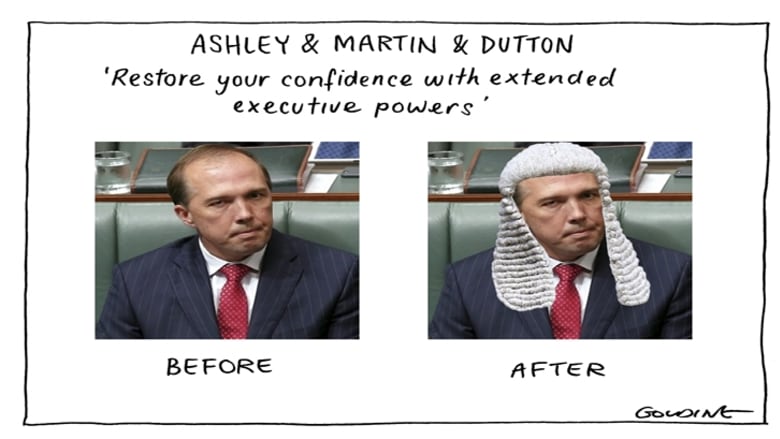 ASHLEY & MARTIN & DUTTON
'Restore your confidence with extended
executive powers'
BEFORE
AFTER
GOLDING